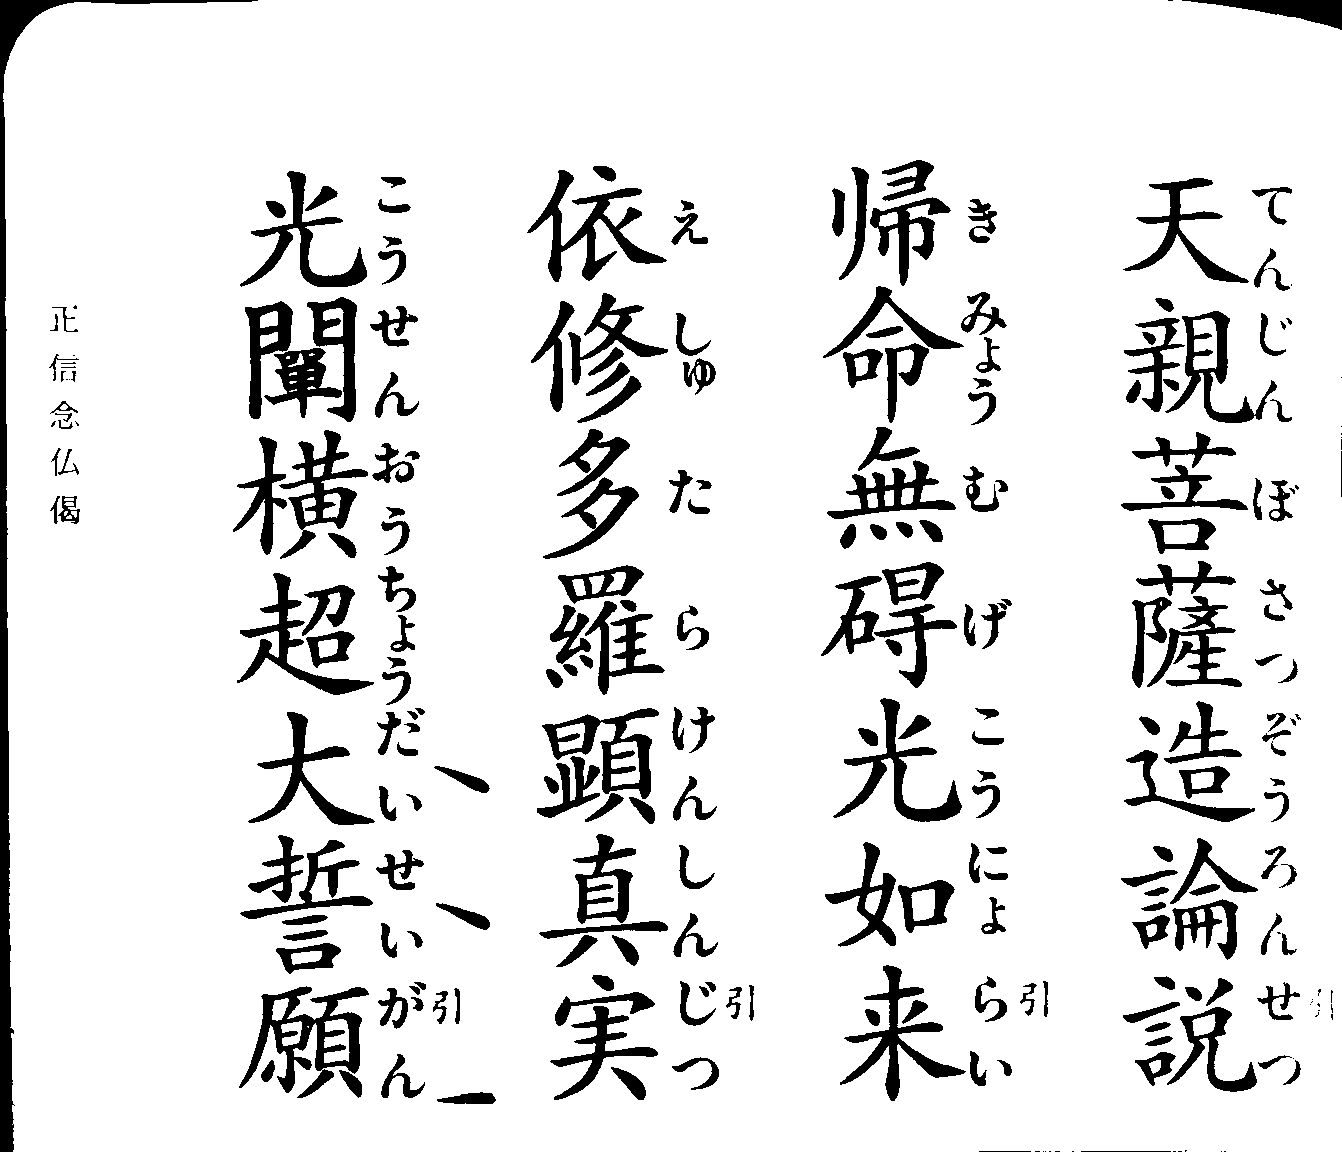 天親菩薩造論説
てんじんぼさつぞうろんせつ引
帰命無碍光如来
きみょうむげこうにょらい引
依修多羅顕真実
えしゅたらけんしんじつ引
光闡横超大誓願
こうせんおうちょうだいせいがん引
正信念仏偈